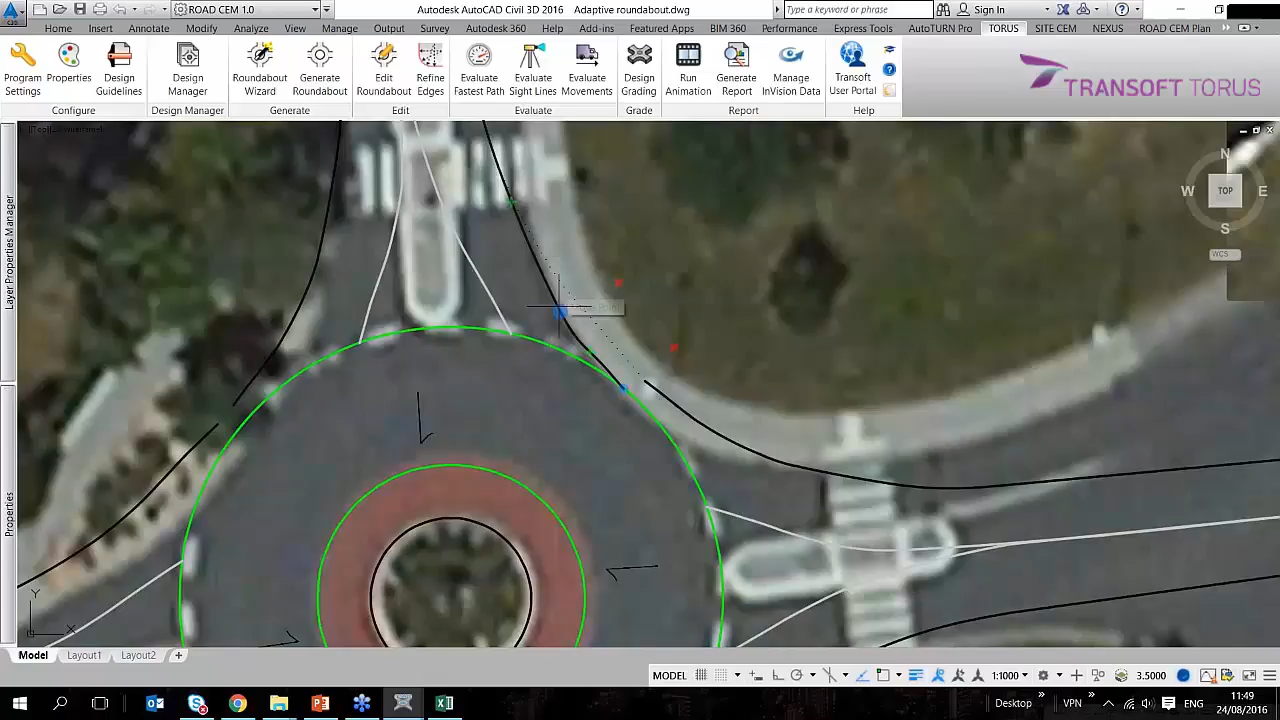 ROAD CEM 1.0
Autodesk AutoCAD Civil 3D 2016 Adaptive roundabout.dwg
Type a keyword or phrase
Sign In
Home Insert Annotate Modify Analyze View Manage Output Survey Autodesk 360 Help Add-ins Featured Apps BIM 360 Performance Express Tools AutoTURN Pro TORUS SITE CEM NEXUS ROAD CEM Plan
Program Settings
Properties
Design Guidelines
Design Manager
Roundabout Wizard
Generate Roundabout
Edit Roundabout
Refine Edges
Evaluate Fastest Path
Evaluate Sight Lines
Evaluate Movements
Design Grading
Run Animation
Generate Report
Manage InVision Data
Transoft User Portal
TRANSOFT TORUS
Configure Design Manager Generate Edit Evaluate Grade Report Help
N
W TOP E
S
WCS
Layer Properties Manager
Properties
Y
X
Model Layout1 Layout2 +
MODEL 1:1000 3.5000
Desktop VPN ENG
11:49
24/08/2016